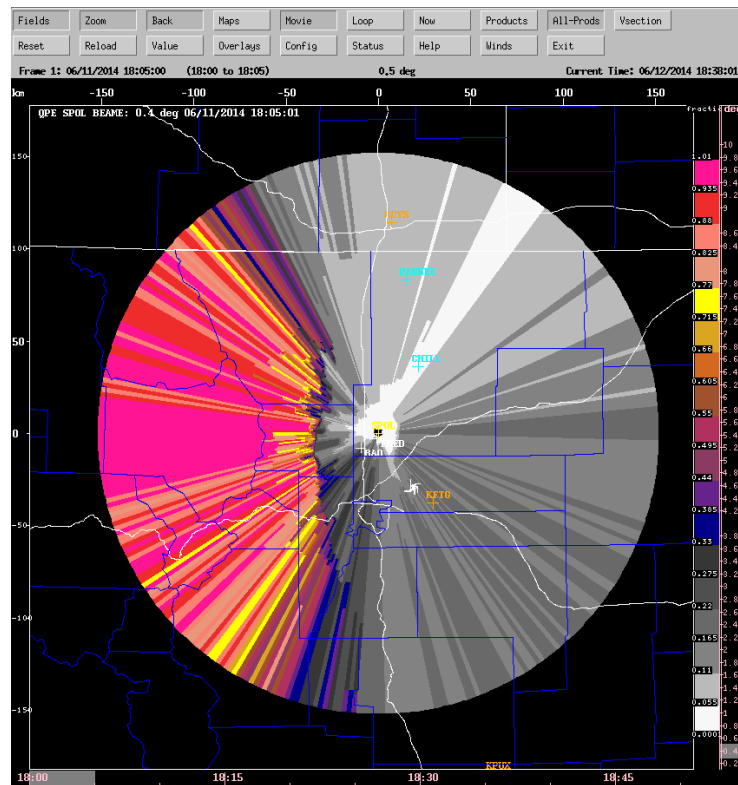 Fields Zoom Back Maps Movie Loop Now Products All-Prods Vsection
Reset Reload Value Overlays Config Status Help Winds Exit
Frame 1: 06/11/2014 18:05:00 (18:00 to 18:05) 0.5 deg Current Time: 06/12/2014 18:38:01
km -150 -100 -50 0 50 100 150
QPE SPOL BEAME: 0.4 deg 06/11/2014 18:05:01
150
100
50
0
-50
-100
-150
PAWNEE
CHILL
SPOL
KFTG
KPUX
1.01
0.935
0.88
0.825
0.77
0.715
0.66
0.605
0.55
0.495
0.44
0.385
0.33
0.275
0.22
0.165
0.11
0.055
0.0001
10
18:00 18:15 18:30 18:45